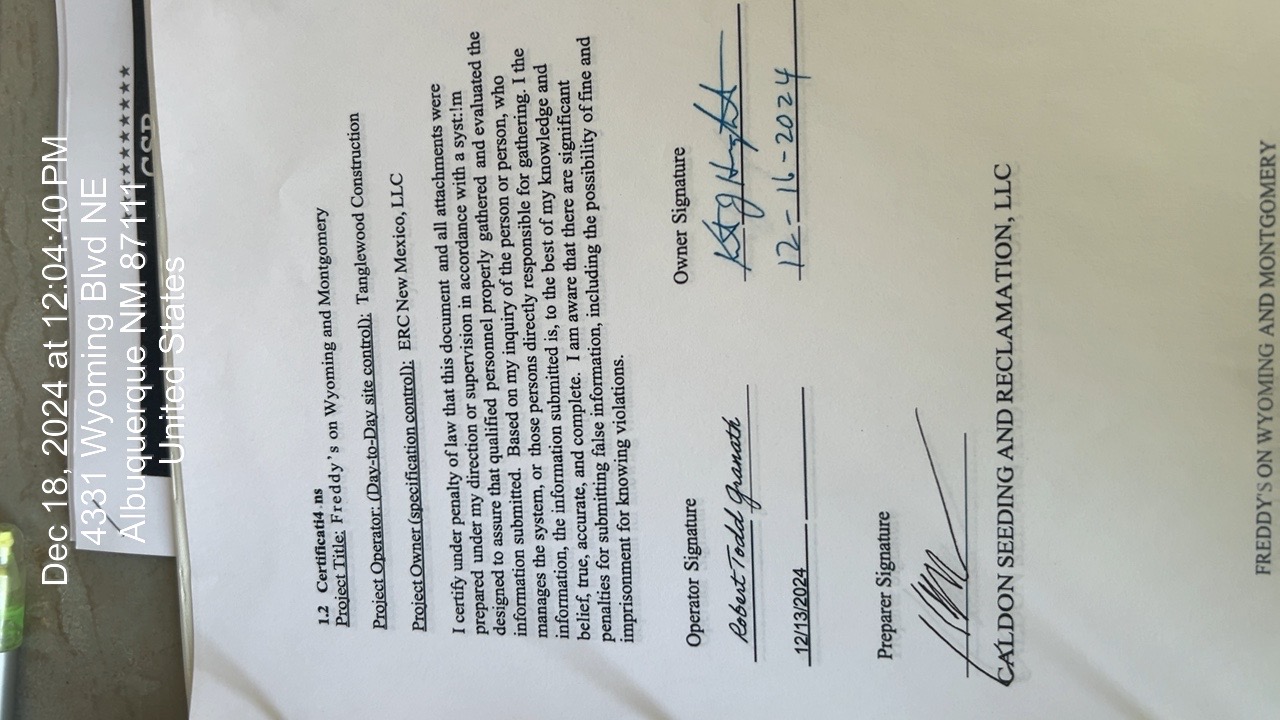 Dec 18, 2024 at 12:04:40 PM
4331 Wyoming Blvd NE
Albuquerque NM 87111
United States
★★★★★★★★★
CSP
1.2 Certificati4 ns
Project Title: Freddy's on Wyoming and Montgomery
Project Operator: (Day-to-Day site control): Tanglewood Construction
Project Owner (specification control): ERC New Mexico, LLC
I certify under penalty of law that this document and all attachments were
prepared under my direction or supervision in accordance with a syst:!m
designed to assure that qualified personnel properly gathered and evaluated the
information submitted. Based on my inquiry of the person or person, who
manages the system, or those persons directly responsible for gathering. I the
information, the information submitted is, to the best of my knowledge and
belief, true, accurate, and complete. I am aware that there are significant
penalties for submitting false information, including the possibility of fine and
imprisonment for knowing violations.
Operator Signature
Owner Signature
Robert Todd Granath
12/13/2024
12-16-2024
Preparer Signature
CALDON SEEDING AND RECLAMATION, LLC
FREDDY'S ON WYOMING AND MONTGOMERY